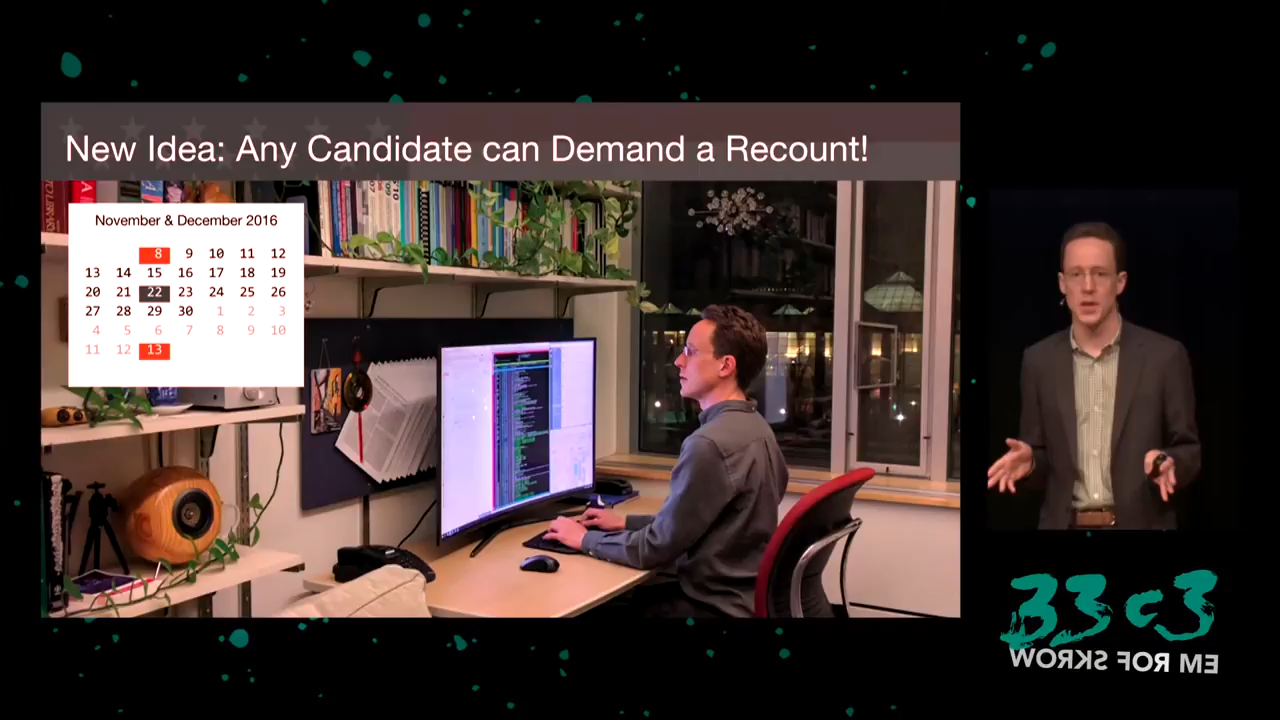 New Idea: Any Candidate can Demand a Recount!
November & December 2016
8 9 10 11 12
13 14 15 16 17 18 19
20 21 22 23 24 25 26
27 28 29 30 1 2 3
4 5 6 7 8 9 10
11 12 13
33c3
WORKS FOR ME